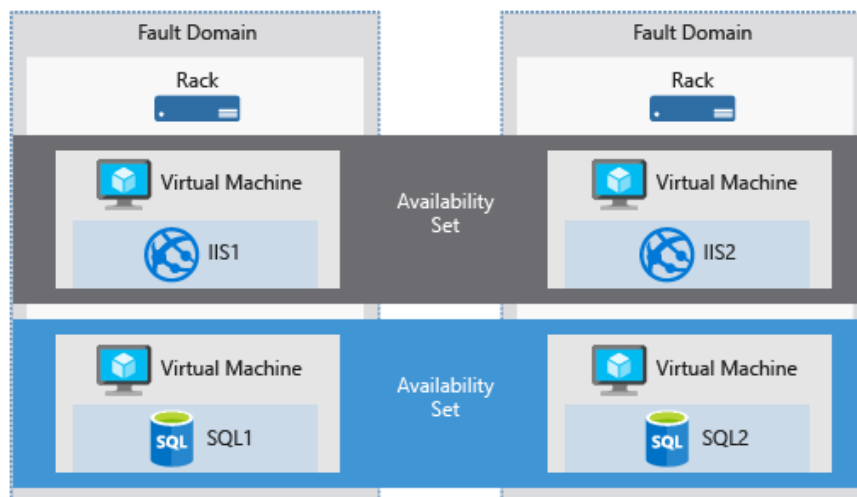 Fault Domain
Fault Domain
Rack
Rack
Virtual Machine
Availability
Set
Virtual Machine
IIS1
IIS2
Virtual Machine
Availability
Set
Virtual Machine
SQL SQL1
SQL SQL2